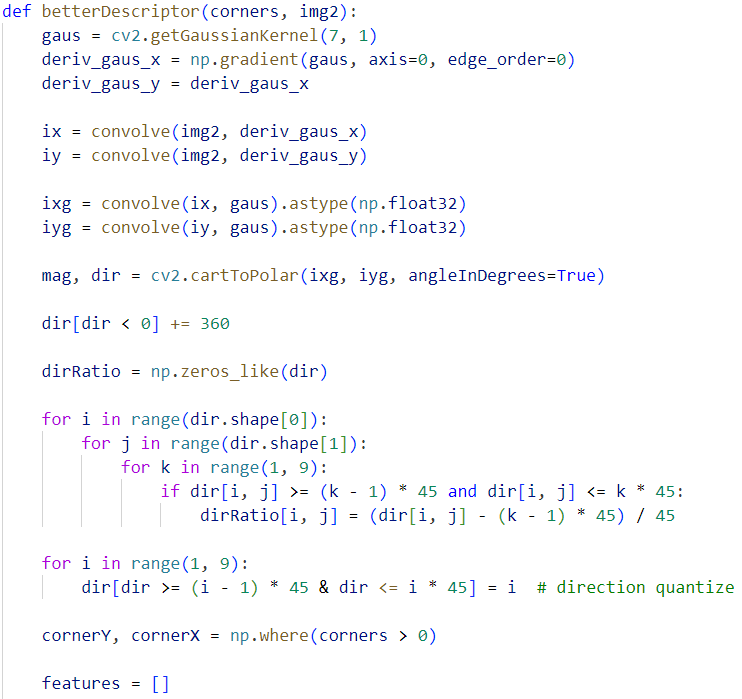 def betterDescriptor(corners, img2):
    gaus = cv2.getGaussianKernel(7, 1)
    deriv_gaus_x = np.gradient(gaus, axis=0, edge_order=0)
    deriv_gaus_y = deriv_gaus_x

    ix = convolve(img2, deriv_gaus_x)
    iy = convolve(img2, deriv_gaus_y)

    ixg = convolve(ix, gaus).astype(np.float32)
    iyg = convolve(iy, gaus).astype(np.float32)

    mag, dir = cv2.cartToPolar(ixg, iyg, angleInDegrees=True)

    dir[dir < 0] += 360

    dirRatio = np.zeros_like(dir)

    for i in range(dir.shape[0]):
        for j in range(dir.shape[1]):
            for k in range(1, 9):
                if dir[i, j] >= (k - 1) * 45 and dir[i, j] <= k * 45:
                    dirRatio[i, j] = (dir[i, j] - (k - 1) * 45) / 45

    for i in range(1, 9):
        dir[dir >= (i - 1) * 45 & dir <= i * 45] = i  # direction quantize

    cornerY, cornerX = np.where(corners > 0)

    features = []